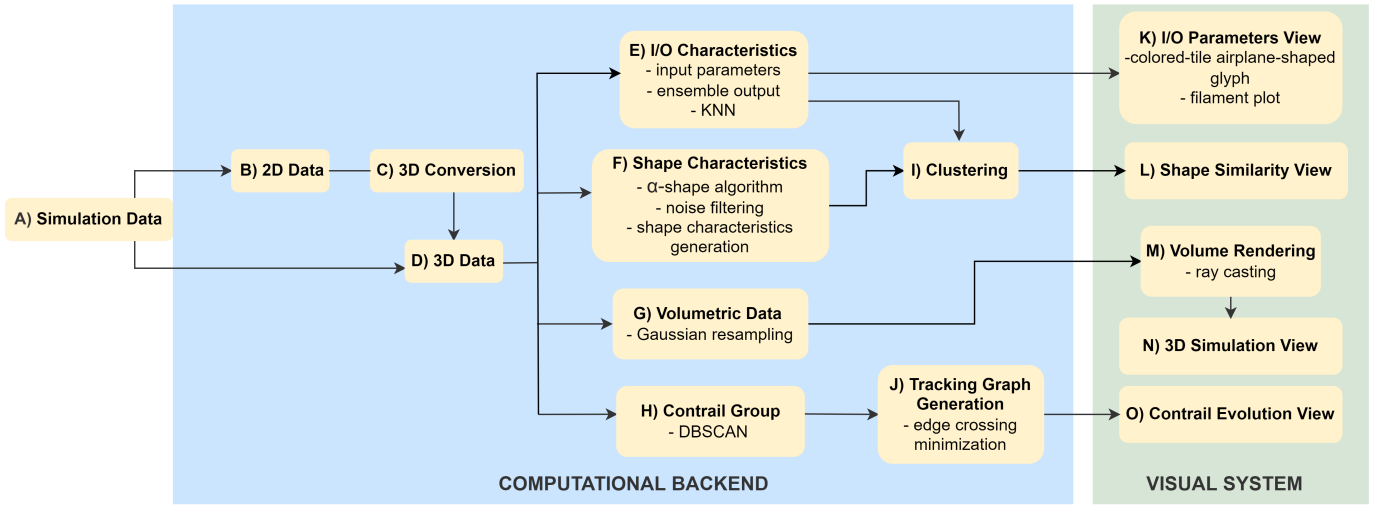 A) Simulation Data
B) 2D Data
C) 3D Conversion
D) 3D Data
E) I/O Characteristics
- input parameters
- ensemble output
- KNN
F) Shape Characteristics
- α-shape algorithm
- noise filtering
- shape characteristics
generation
G) Volumetric Data
- Gaussian resampling
H) Contrail Group
- DBSCAN
I) Clustering
J) Tracking Graph
Generation
- edge crossing
minimization
COMPUTATIONAL BACKEND
K) I/O Parameters View
-colored-tile airplane-shaped
glyph
- filament plot
L) Shape Similarity View
M) Volume Rendering
- ray casting
N) 3D Simulation View
O) Contrail Evolution View
VISUAL SYSTEM